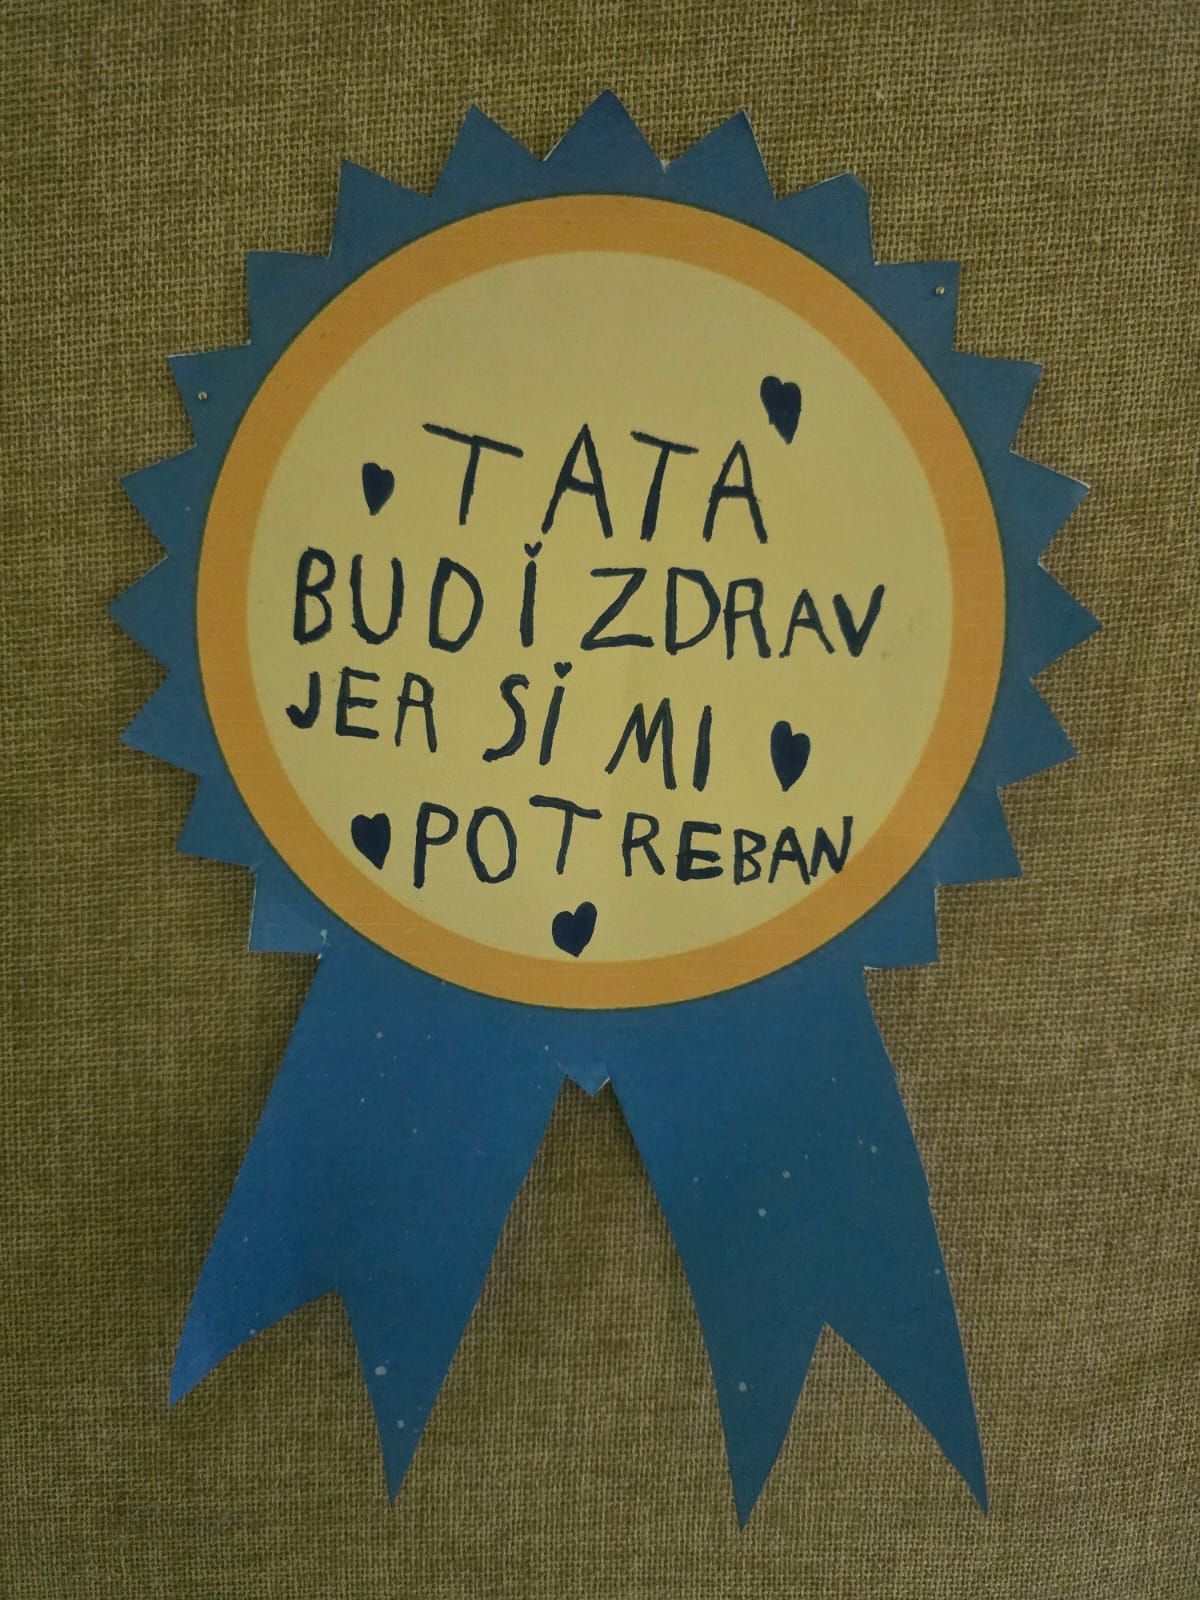 TATA
BUDI ZDRAV
JER SI MI
POTREBAN